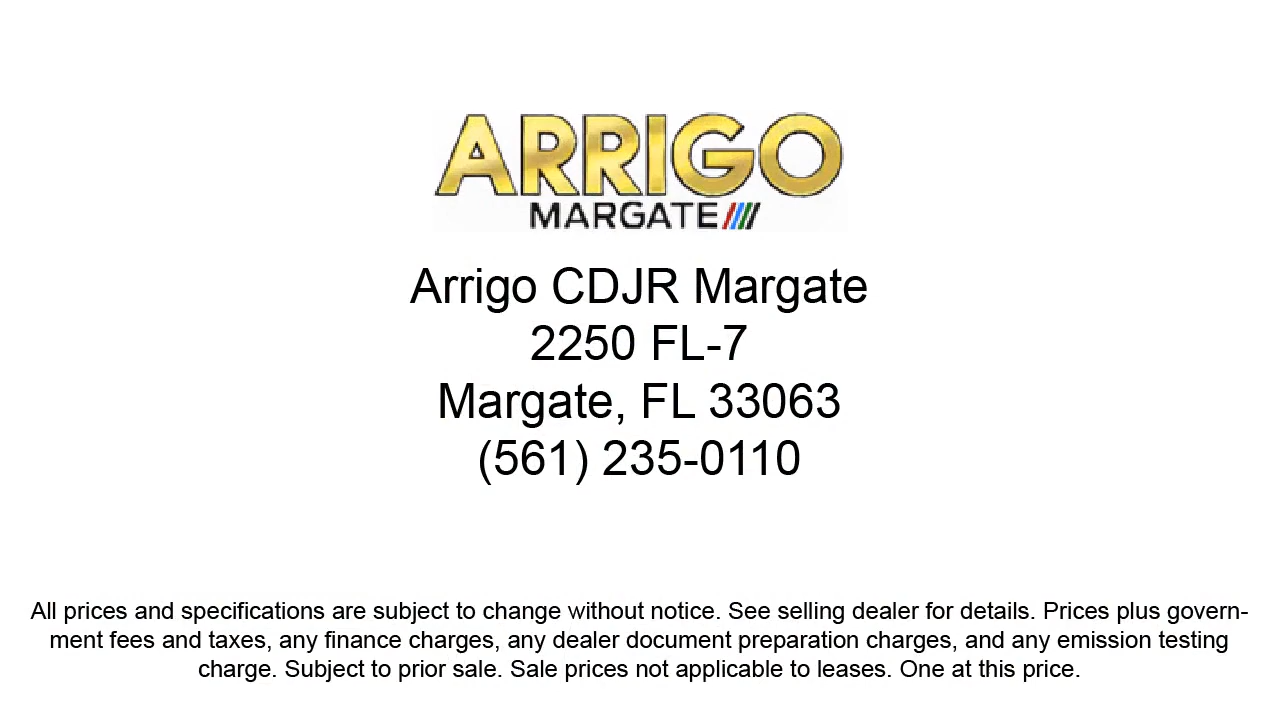 ARRIGO
MARGATE
Arrigo CDJR Margate
2250 FL-7
Margate, FL 33063
(561) 235-0110
All prices and specifications are subject to change without notice. See selling dealer for details. Prices plus govern-
ment fees and taxes, any finance charges, any dealer document preparation charges, and any emission testing
charge. Subject to prior sale. Sale prices not applicable to leases. One at this price.